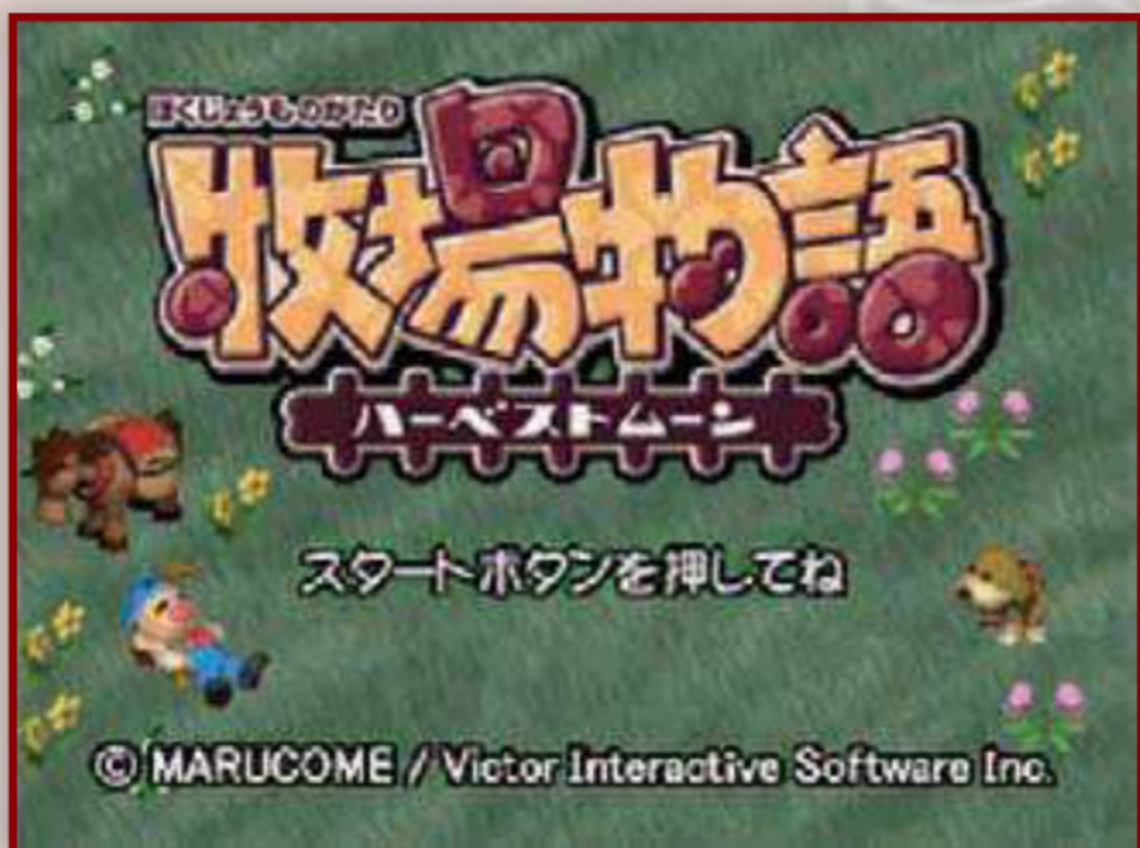 ぼくじょうものがたり
牧場物語
ハーベストムーン
スタートボタンを押してね
© MARUCOME / Victor Interactive Software Inc.